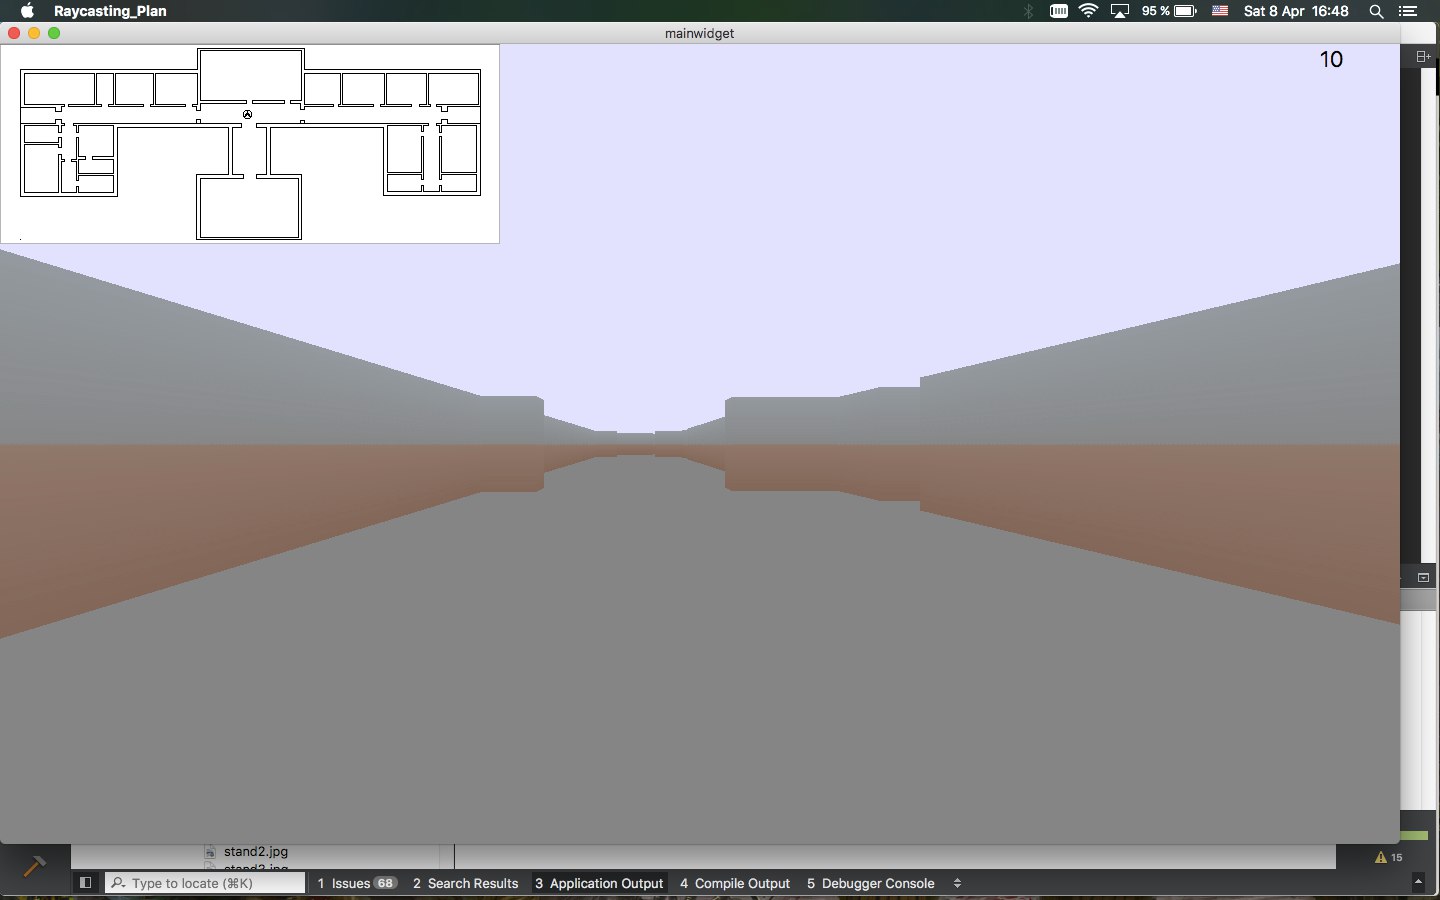 Raycasting_Plan 95 % Sat 8 Apr 16:48
mainwidget
10
stand2.jpg
15
Type to locate (⌘K) 1 Issues 68 2 Search Results 3 Application Output 4 Compile Output 5 Debugger Console